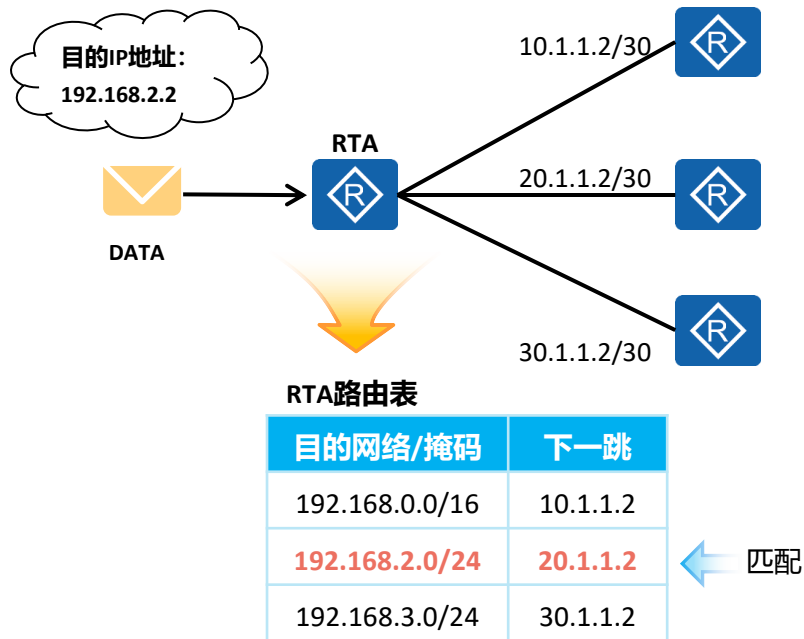 目的IP地址：
192.168.2.2
10.1.1.2/30
R
RTA
R
20.1.1.2/30
R
DATA
30.1.1.2/30
R
RTA路由表
目的网络/掩码 下一跳
192.168.0.0/16 10.1.1.2
192.168.2.0/24 20.1.1.2 匹配
192.168.3.0/24 30.1.1.2